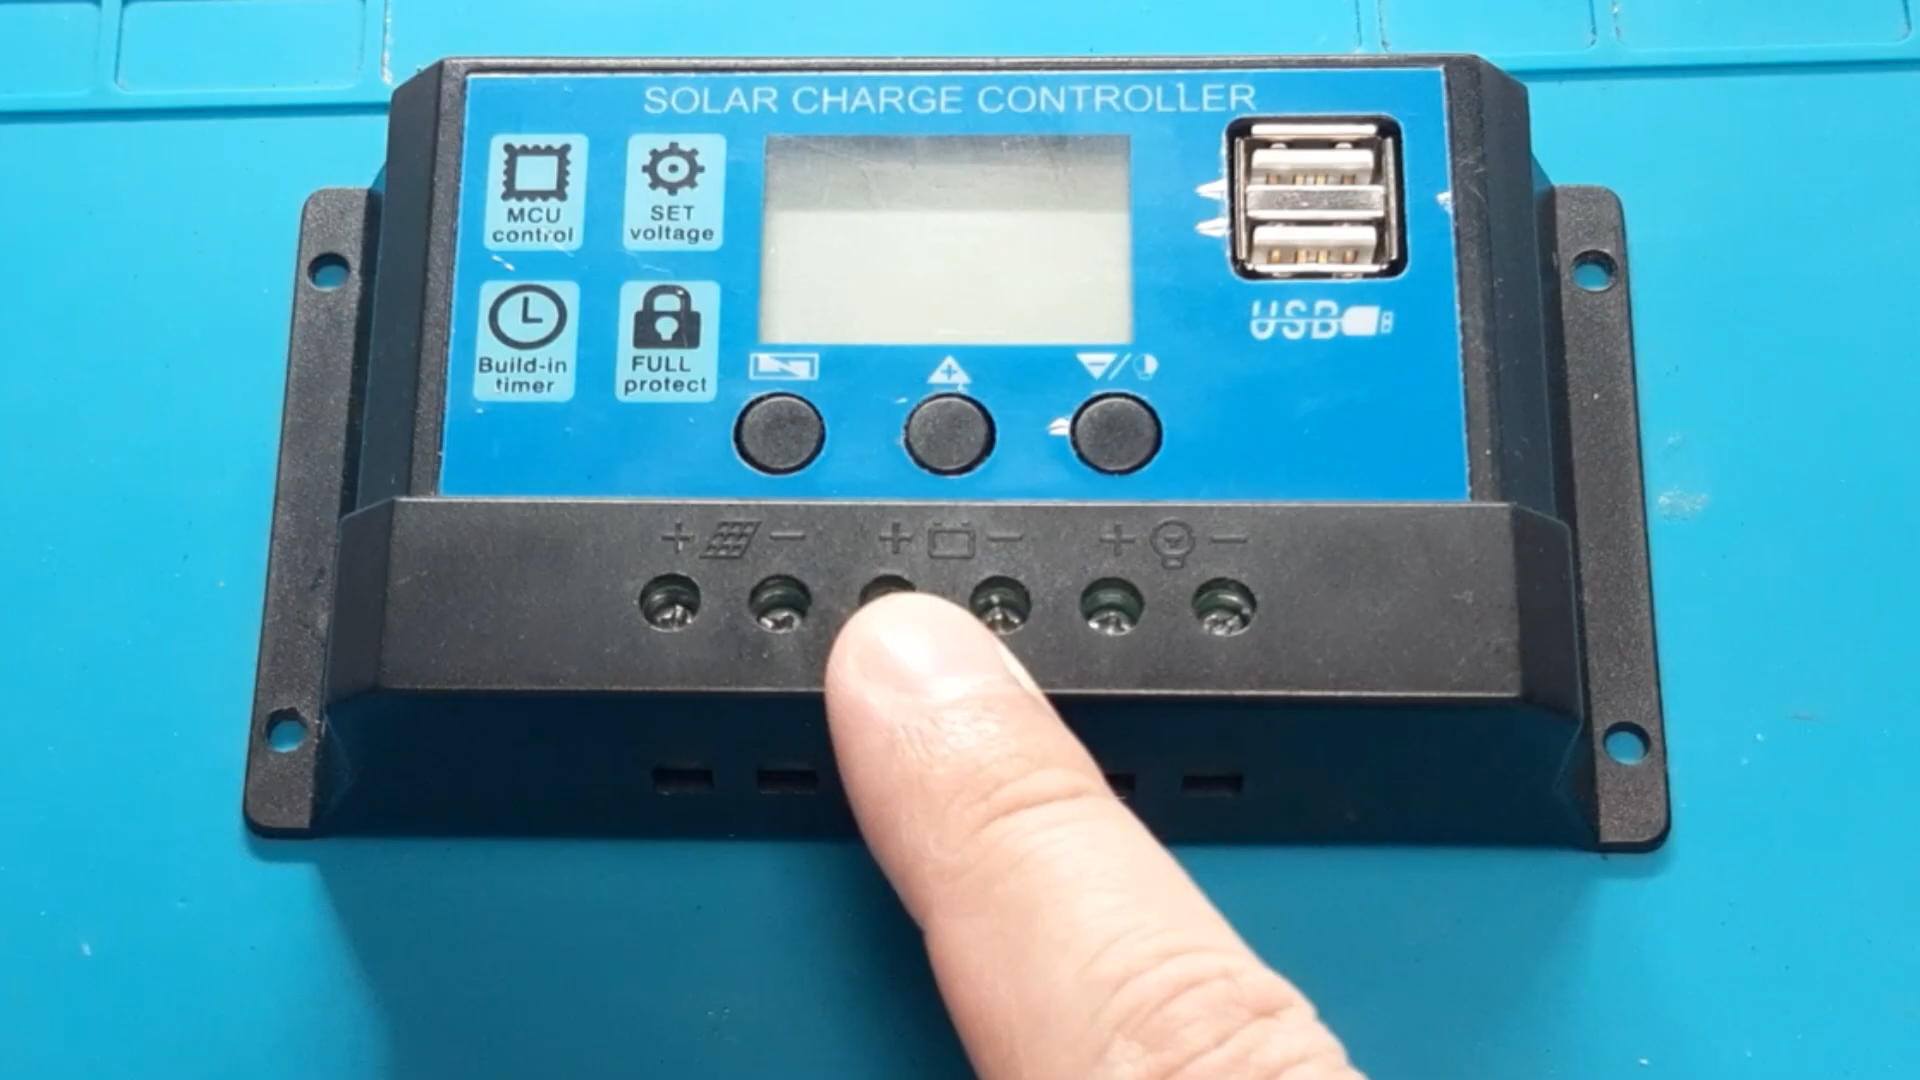 SOLAR CHARGE CONTROLLER
MCU
control
SET
voltage
Build-in
timer
FULL
protect
USB
+ − + − + −